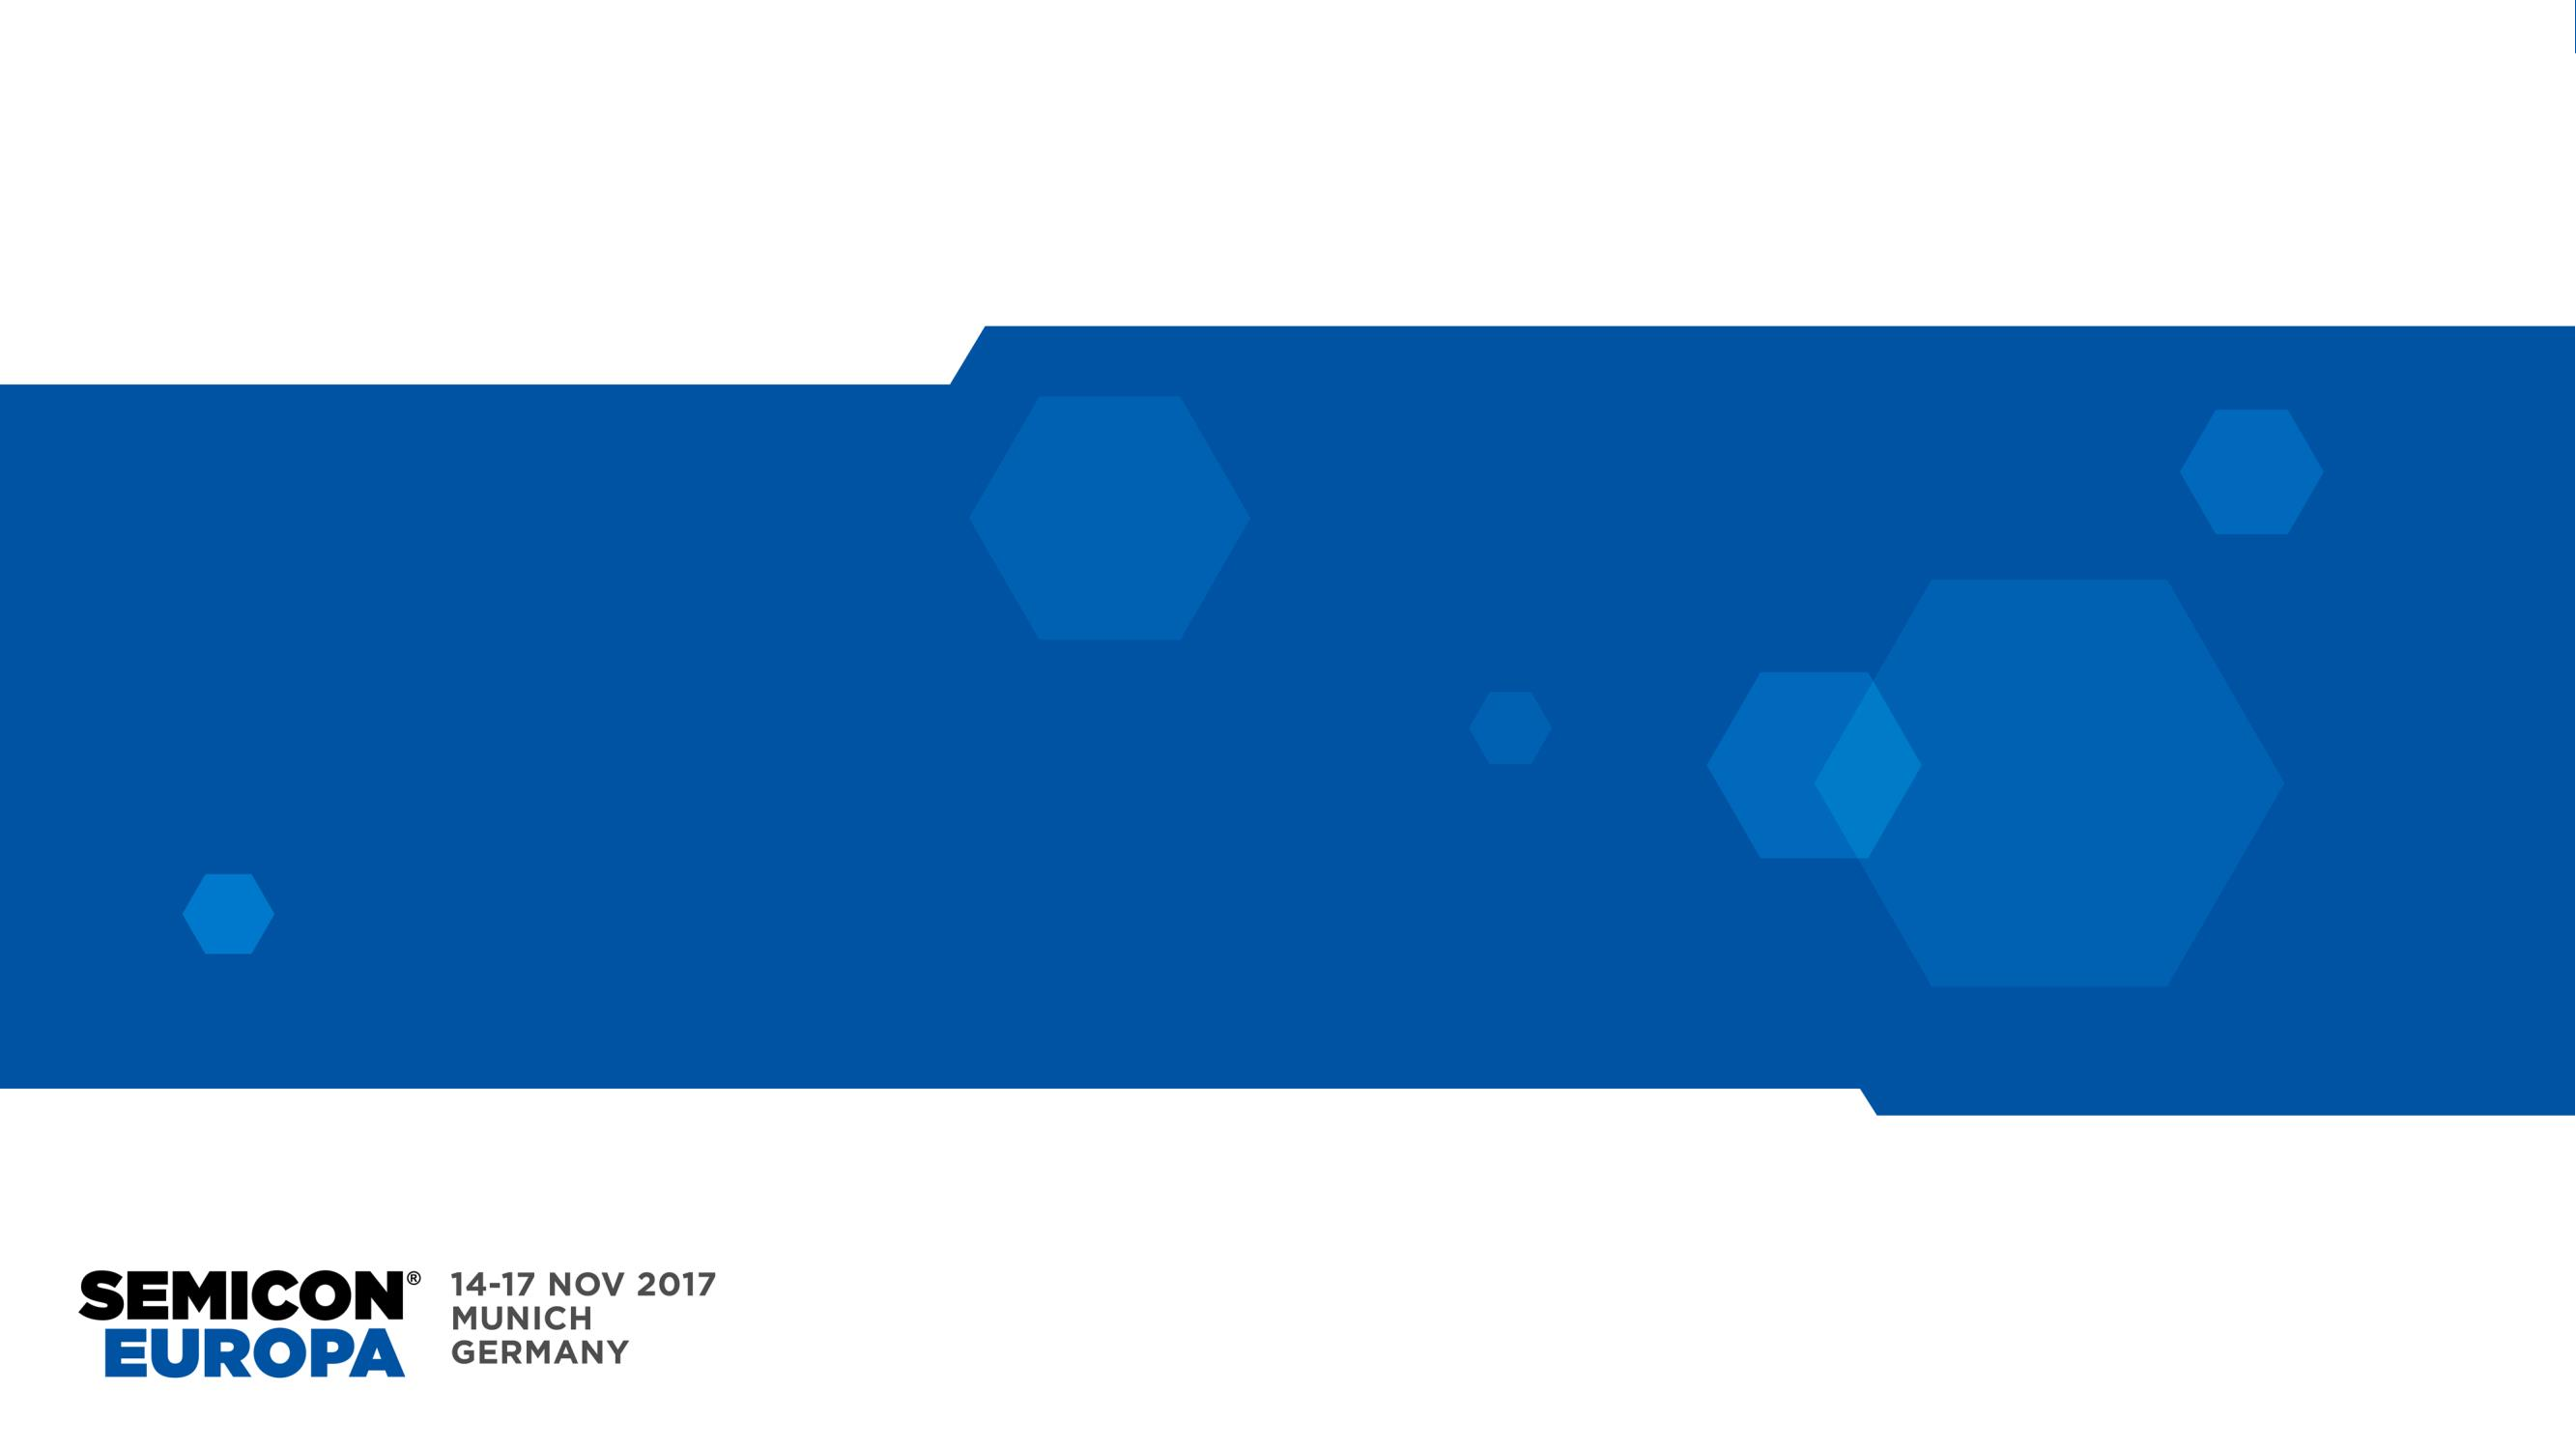 SEMICON®
EUROPA
14-17 NOV 2017
MUNICH
GERMANY